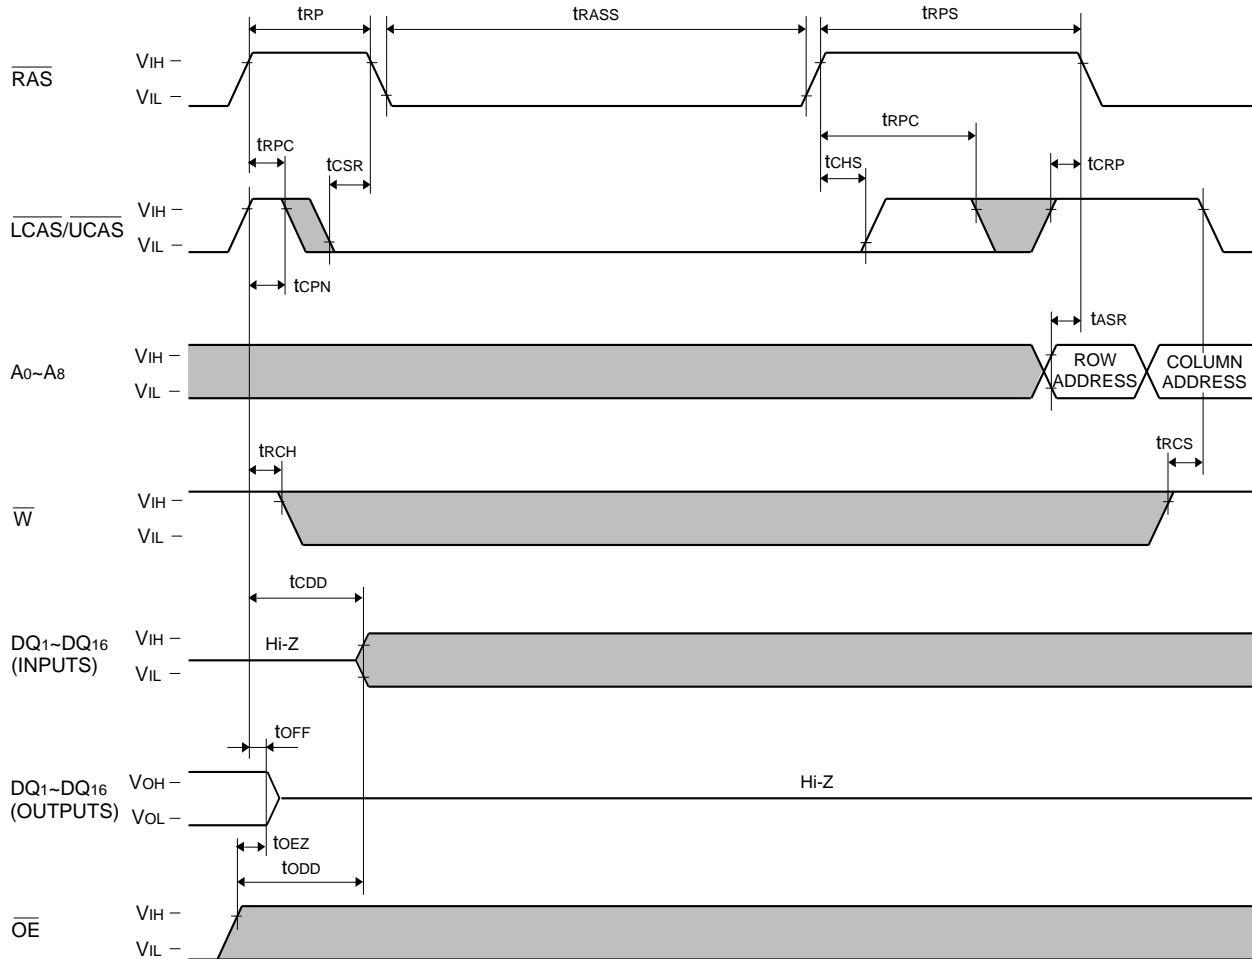 tRP tRASS tRPS
RAS VIH
VIL
tRPC tCSR tRPC tCHS tCRP
LCAS/UCAS VIH
VIL
tCPN
tASR
A0~A8 VIH
VIL
ROW ADDRESS
COLUMN ADDRESS
tRCH tRCS
W VIH
VIL
tCDD
DQ1~DQ16 (INPUTS) VIH
VIL
Hi-Z
tOFF
DQ1~DQ16 (OUTPUTS) VOH
VOL
Hi-Z
tOEZ
tODD
OE VIH
VIL